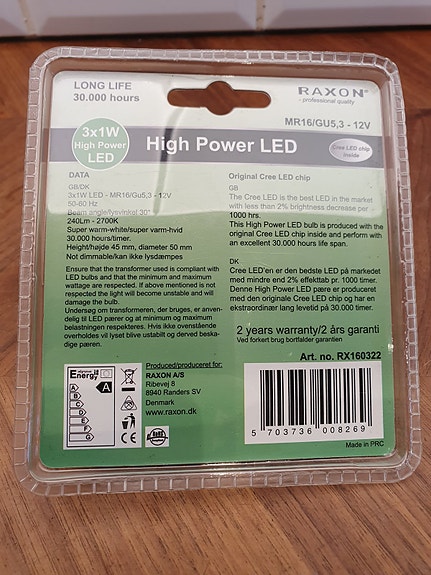 LONG LIFE
30.000 hours
RAXON®
- professional quality
MR16/GU5,3 - 12V
3x1W
High Power
LED
High Power LED
Cree LED chip
inside
DATA
GB/DK
3x1W LED - MR16/Gu5,3 - 12V
50-60 Hz
Beam angle/lysvinkel 30°
240Lm - 2700K
Super warm-white/super varm-hvid
30.000 hours/timer.
Height/højde 45 mm, diameter 50 mm
Not dimmable/kan ikke lysdæmpes
Ensure that the transformer used is compliant with
LED bulbs and that the minimum and maximum
wattage are respected. If above mentioned is not
respected the light will become unstable and will
damage the bulb.
Undersøg om transformeren, der bruges, er anven-
delig til LED pærer og at minimum og maximum
belastningen respekteres. Hvis ikke ovenstående
overholdes vil lyset blive ustabilt og derved beska-
dige pæren.
Original Cree LED chip
GB
The Cree LED is the best LED in the market
with less than 2% brightness decrease per
1000 hrs.
This High Power LED bulb is produced with the
original Cree LED chip inside and perform with
an excellent 30.000 hours life span.
DK
Cree LED'en er den bedste LED på markedet
med mindre end 2% effekttab pr. 1000 timer.
Denne High Power LED pære er produceret
med den originale Cree LED chip og har en
ekstraordinær lang levetid på 30.000 timer.
2 years warranty/2 års garanti
Ved forkert brug bortfalder garanti
Art. no. RX160322
Energy
A
A
B
C
D
E
F
G
CE
Produced/produceret for:
RAXON A/S
Ribevej 8
8940 Randers SV
Denmark
www.raxon.dk
5 703736 008269
Made in PRC